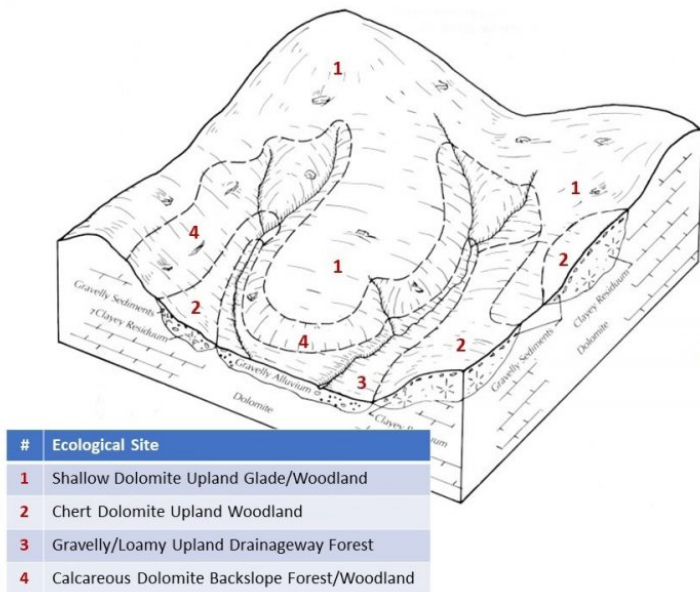 1
1
4
1
2
2
4
2
3
Gravelly Sediments
?Clayey Residuum
Gravelly Alluvium
Dolomite
Clayey
Gravelly Sediments
Clayey Residuum
Dolomite
# Ecological Site
1 Shallow Dolomite Upland Glade/Woodland
2 Chert Dolomite Upland Woodland
3 Gravelly/Loamy Upland Drainageway Forest
4 Calcareous Dolomite Backslope Forest/Woodland